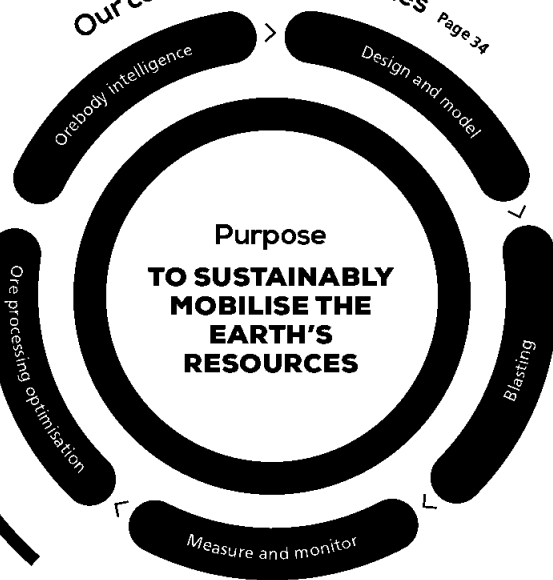 Our
Page 34
Orebody intelligence
Design and model
Blasting
Measure and monitor
Ore processing optimisation
Purpose
TO SUSTAINABLY
MOBILISE THE
EARTH'S
RESOURCES